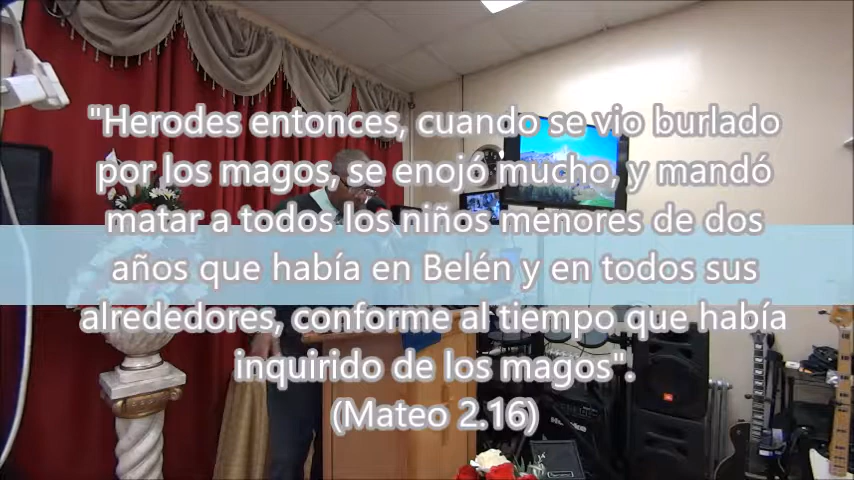 "Herodes entonces, cuando se vio burlado
por los magos, se enojó mucho, y mandó
matar a todos los niños menores de dos
años que había en Belén y en todos sus
alrededores, conforme al tiempo que había
inquirido de los magos".
(Mateo 2.16)